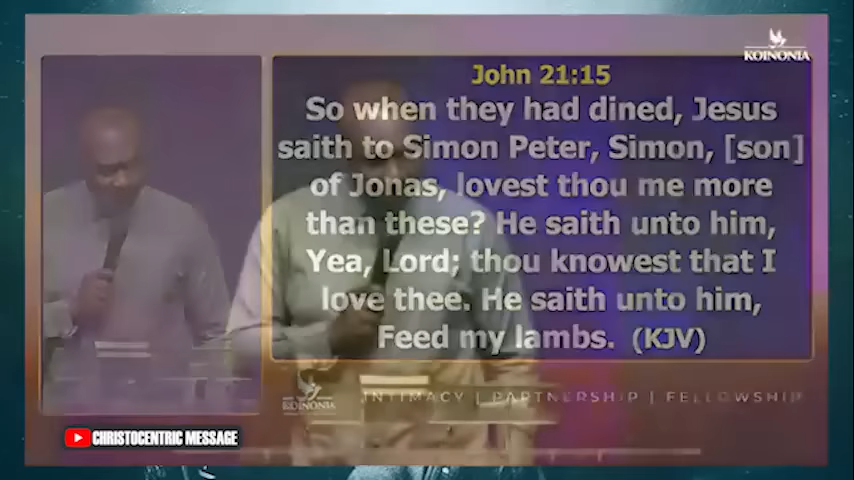 KOINONIA
John 21:15
So when they had dined, Jesus
saith to Simon Peter, Simon, [son]
of Jonas, lovest thou me more
than these? He saith unto him,
Yea, Lord; thou knowest that I
love thee. He saith unto him,
Feed my lambs. (KJV)
KOINONIA
INTIMACY | PARTNERSHIP | FELLOWSHIP
CHRISTOCENTRIC MESSAGE